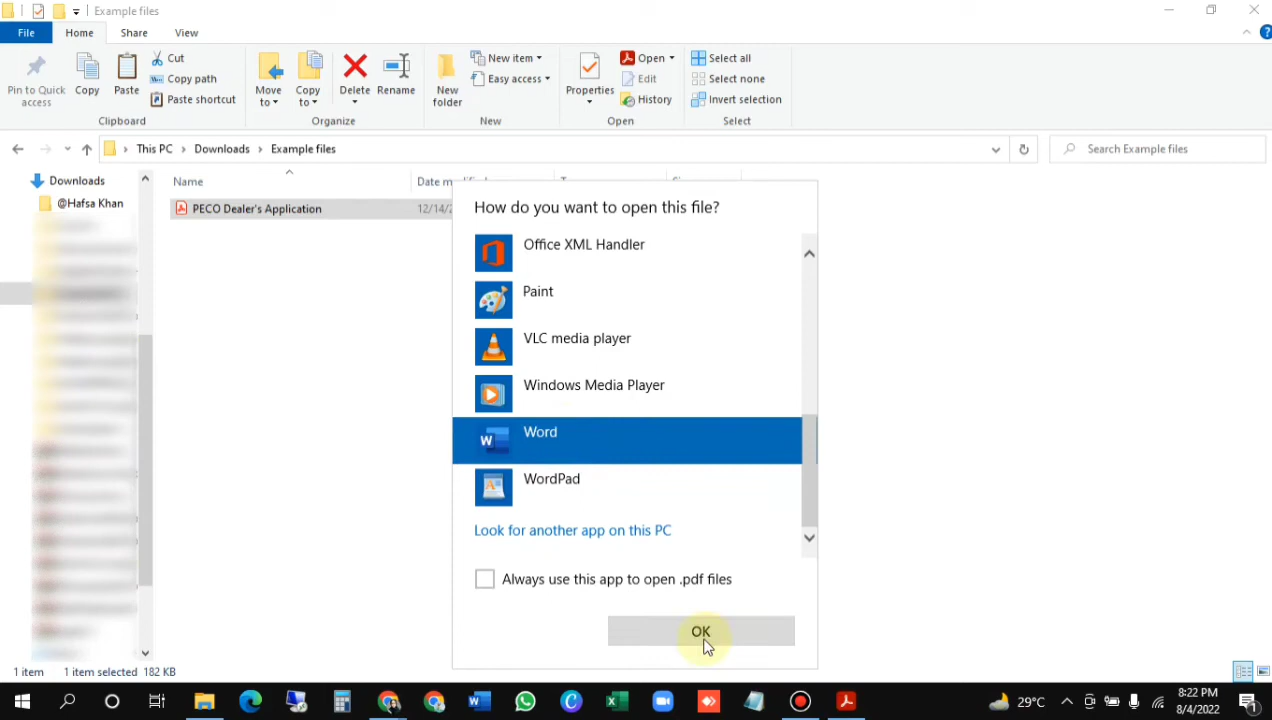 Example files
File Home Share View
Pin to Quick access
Copy
Paste
Cut
Copy path
Paste shortcut
Clipboard
Move to
Copy to
Delete
Rename
Organize
New folder
New item
Easy access
New
Properties
Open
Edit
History
Open
Select all
Select none
Invert selection
Select
This PC > Downloads > Example files
Search Example files
Downloads
@Hafsa Khan
Name
Date m
PECO Dealer's Application 12/14/2
How do you want to open this file?
Office XML Handler
Paint
VLC media player
Windows Media Player
Word
WordPad
Look for another app on this PC
Always use this app to open .pdf files
OK
1 item 1 item selected 182 KB
29°C
8:22 PM
8/4/2022
1